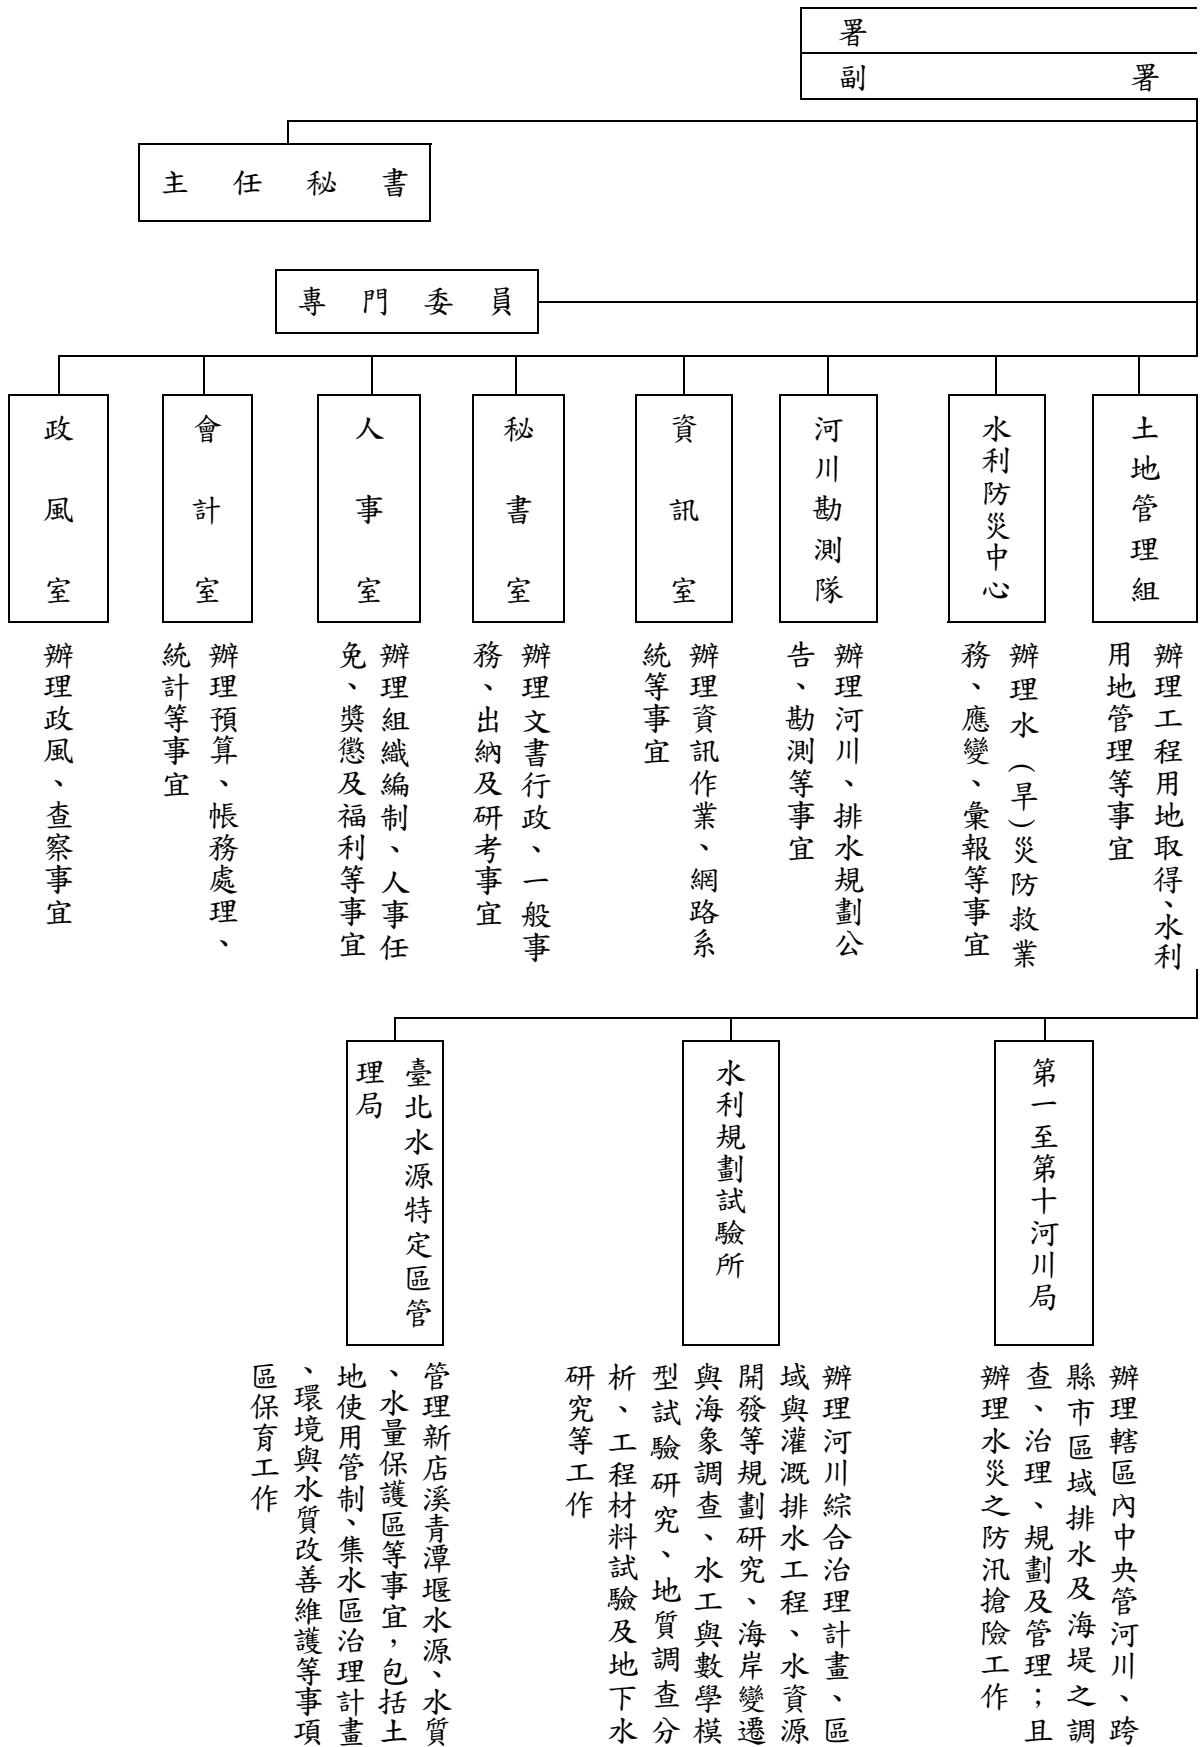 署
副 署
主任秘書
專門委員
土地管理組
辦理工程用地取得、水利
用地管理等事宜
水利防災中心
辦理水(旱)災防救業
務、應變、彙報等事宜
河川勘測隊
辦理河川、排水規劃公
告、勘測等事宜
資訊室
辦理資訊作業、網路系
統等事宜
秘書室
辦理文書行政、一般事
務、出納及研考事宜
人事室
辦理組織編制、人事任
免、獎懲及福利等事宜
會計室
辦理預算、帳務處理、
統計等事宜
政風室
辦理政風、查察事宜
第一至第十河川局
辦理轄區內中央管河川、跨
縣市區域排水及海堤之調
查、治理、規劃及管理；且
辦理水災之防汛搶險工作
水利規劃試驗所
辦理河川綜合治理計畫、區
域與灌溉排水工程、水資源
開發等規劃研究、海岸變遷
與海象調查、水工與數學模
型試驗研究、地質調查分
析、工程材料試驗及地下水
研究等工作
臺北水源特定區管
理局
管理新店溪青潭堰水源、水質
、水量保護區等事宜，包括土
地使用管制、集水區治理計畫
、環境與水質改善維護等事項
區保育工作